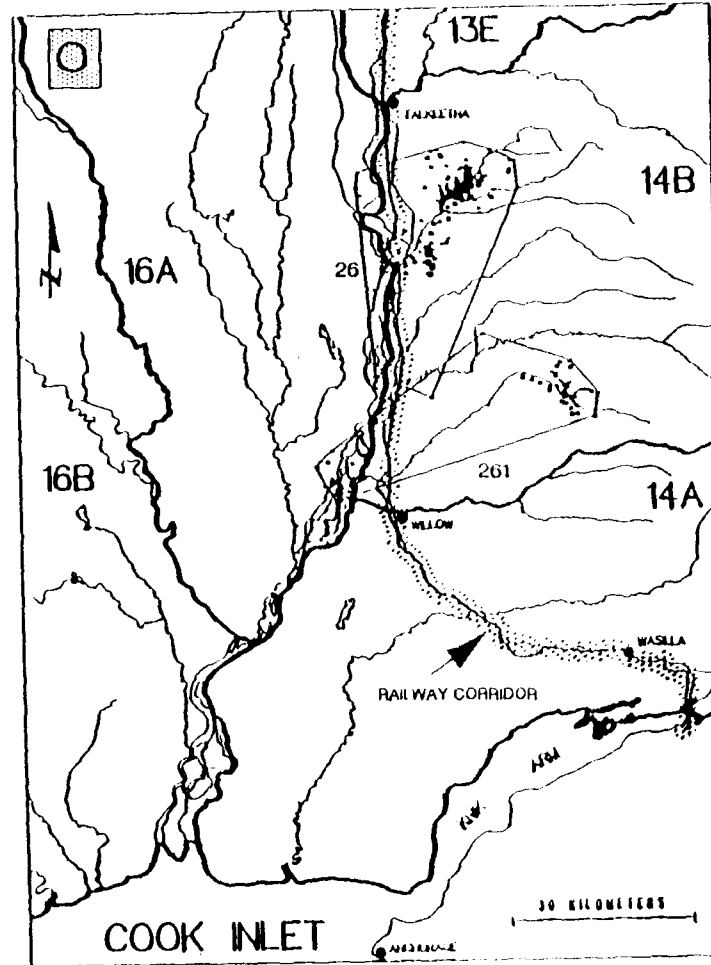 O
13E
TALKEETNA
14B
N
16A
26
16B
261
14A
WILLOW
WASILLA
RAILWAY CORRIDOR
30 KILOMETERS
COOK INLET
ANCHORAGE